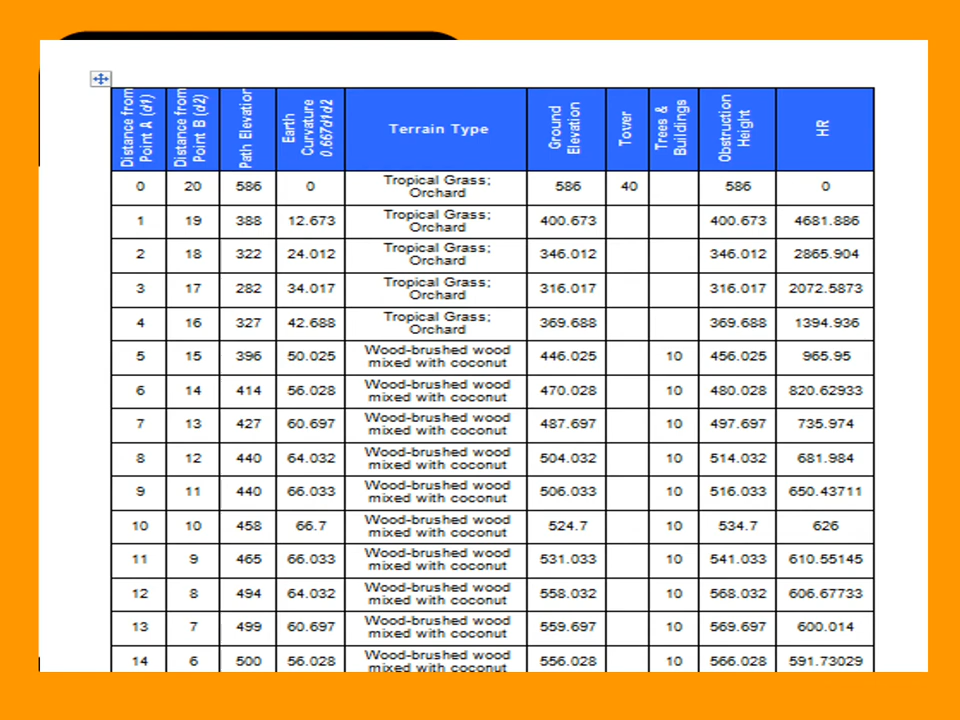 Distance from Point A (d1) Distance from Point B (d2) Path Elevation Earth Curvature 0.667d1d2 Terrain Type Ground Elevation Tower Trees & Buildings Obstruction Height HR
0 20 586 0 Tropical Grass; Orchard 586 40 586 0
1 19 388 12.673 Tropical Grass; Orchard 400.673 400.673 4681.886
2 18 322 24.012 Tropical Grass; Orchard 346.012 346.012 2865.904
3 17 282 34.017 Tropical Grass; Orchard 316.017 316.017 2072.5873
4 16 327 42.688 Tropical Grass; Orchard 369.688 369.688 1394.936
5 15 396 50.025 Wood-brushed wood mixed with coconut 446.025 10 456.025 965.95
6 14 414 56.028 Wood-brushed wood mixed with coconut 470.028 10 480.028 820.62933
7 13 427 60.697 Wood-brushed wood mixed with coconut 487.697 10 497.697 735.974
8 12 440 64.032 Wood-brushed wood mixed with coconut 504.032 10 514.032 681.984
9 11 440 66.033 Wood-brushed wood mixed with coconut 506.033 10 516.033 650.43711
10 10 458 66.7 Wood-brushed wood mixed with coconut 524.7 10 534.7 626
11 9 465 66.033 Wood-brushed wood mixed with coconut 531.033 10 541.033 610.55145
12 8 494 64.032 Wood-brushed wood mixed with coconut 558.032 10 568.032 606.67733
13 7 499 60.697 Wood-brushed wood mixed with coconut 559.697 10 569.697 600.014
14 6 500 56.028 Wood-brushed wood mixed with coconut 556.028 10 566.028 591.73029